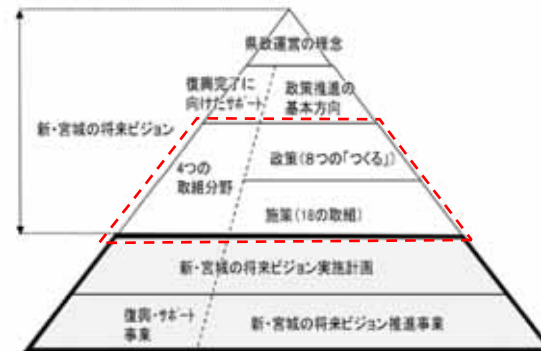 県政運営の理念
復興完了に
向けたサポート
政策推進の
基本方向
新・宮城の将来ビジョン
4つの
取組分野
政策(8つの「つくる」)
施策(18の取組)
新・宮城の将来ビジョン実施計画
復興・サポート
事業
新・宮城の将来ビジョン推進事業